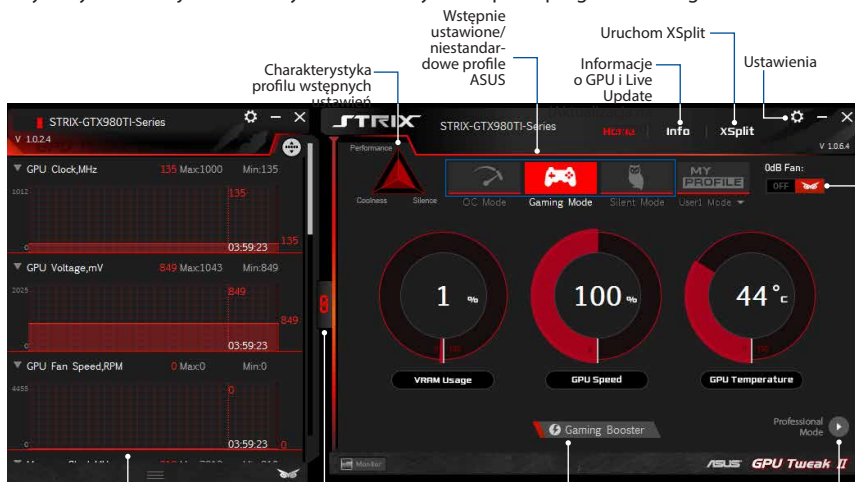 Wstępnie
ustawione/
niestandar-
dowe profile
ASUS
Uruchom XSplit
Informacje
o GPU i Live
Update
Ustawienia
Charakterystyka
profilu wstępnych
ustawień
STRIX-GTX980TI-Series
V 1.0.2.4
GPU Clock,MHz 135 Max:1000 Min:135
1012
135
135
0
03:59:23
GPU Voltage,mV 849 Max:1043 Min:849
2025
849
849
0
03:59:23
GPU Fan Speed,RPM 0 Max:0 Min:0
4455
0
0
03:59:23 0
STRIX
STRIX-GTX980TI-Series
Home Info XSplit
V 1.0.6.4
Performance
Coolness Silence
OC Mode
Gaming Mode
Silent Mode
MY
PROFILE
User1 Mode
0dB Fan:
OFF
1 %
VRAM Usage
100 %
GPU Speed
44 °c
GPU Temperature
0
Gaming Booster
Professional
Mode
Monitor
ASUS GPU Tweak II